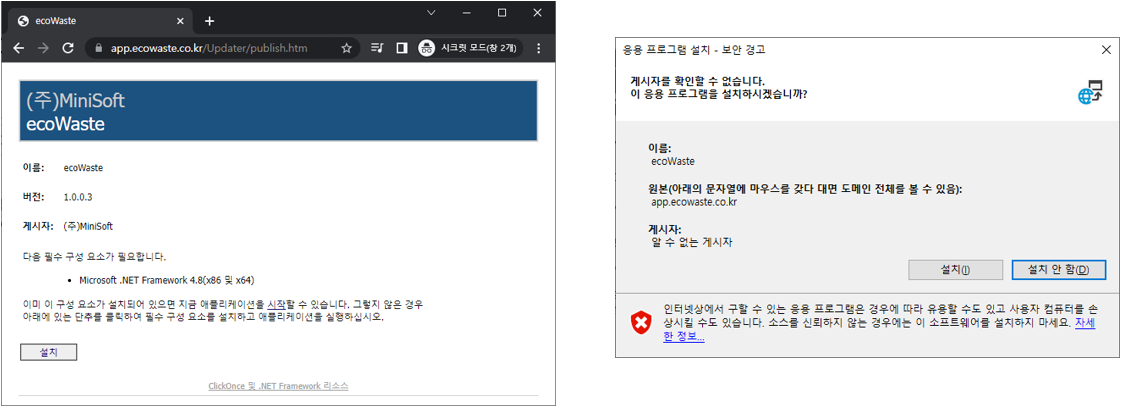 ecoWaste
app.ecowaste.co.kr/Updater/publish.htm
시크릿 모드(창 2개)
(주)MiniSoft
ecoWaste
이름: ecoWaste
버전: 1.0.0.3
게시자: (주)MiniSoft
다음 필수 구성 요소가 필요합니다.
• Microsoft .NET Framework 4.8(x86 및 x64)
이미 이 구성 요소가 설치되어 있으면 지금 애플리케이션을 시작할 수 있습니다. 그렇지 않은 경우
아래에 있는 단추를 클릭하여 필수 구성 요소를 설치하고 애플리케이션을 실행하십시오.
설치
ClickOnce 및 .NET Framework 리소스
응용 프로그램 설치 - 보안 경고
게시자를 확인할 수 없습니다.
이 응용 프로그램을 설치하시겠습니까?
이름:
ecoWaste
원본(아래의 문자열에 마우스를 갖다 대면 도메인 전체를 볼 수 있음):
app.ecowaste.co.kr
게시자:
알 수 없는 게시자
설치(I)
설치 안 함(D)
인터넷상에서 구할 수 있는 응용 프로그램은 경우에 따라 유용할 수도 있고 사용자 컴퓨터를 손
상시킬 수도 있습니다. 소스를 신뢰하지 않는 경우에는 이 소프트웨어를 설치하지 마세요. 자세
한 정보...